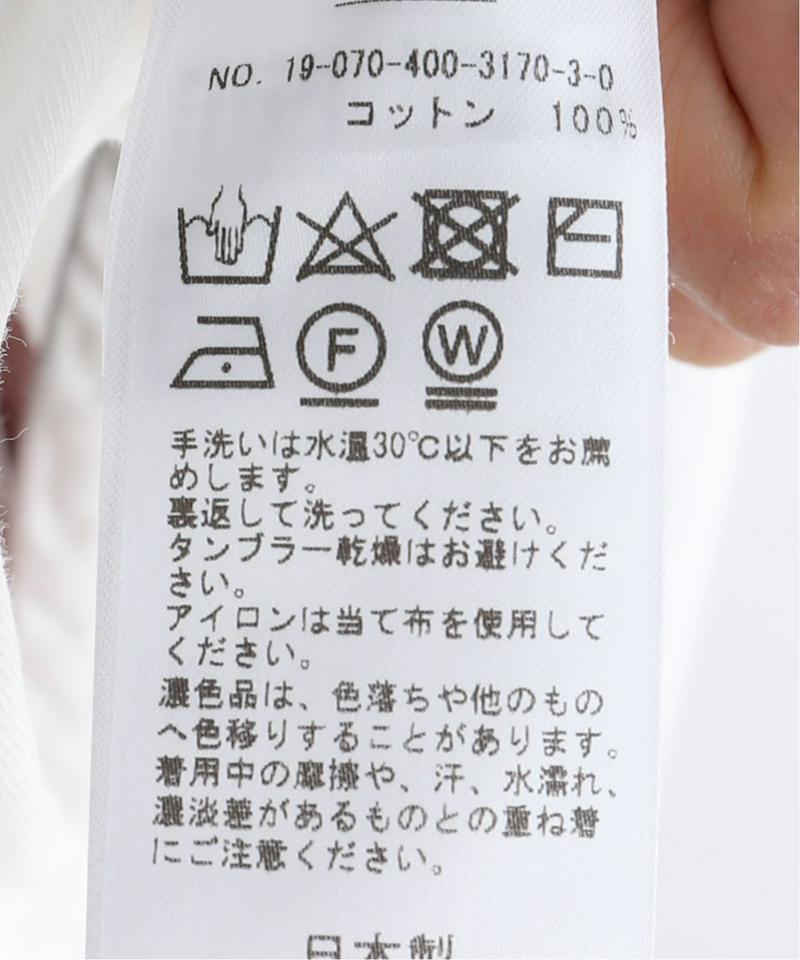 NO. 19-070-400-3170-3-0
コットン 100%
F W
手洗いは水温30℃以下をお薦
めします。
裏返して洗ってください。
タンブラー乾燥はお避けくだ
さい。
アイロンは当て布を使用して
ください。
濃色品は、色落ちや他のもの
へ色移りすることがあります。
着用中の摩擦や、汗、水濡れ、
濃淡差があるものとの重ね着
にご注意ください。
日本製